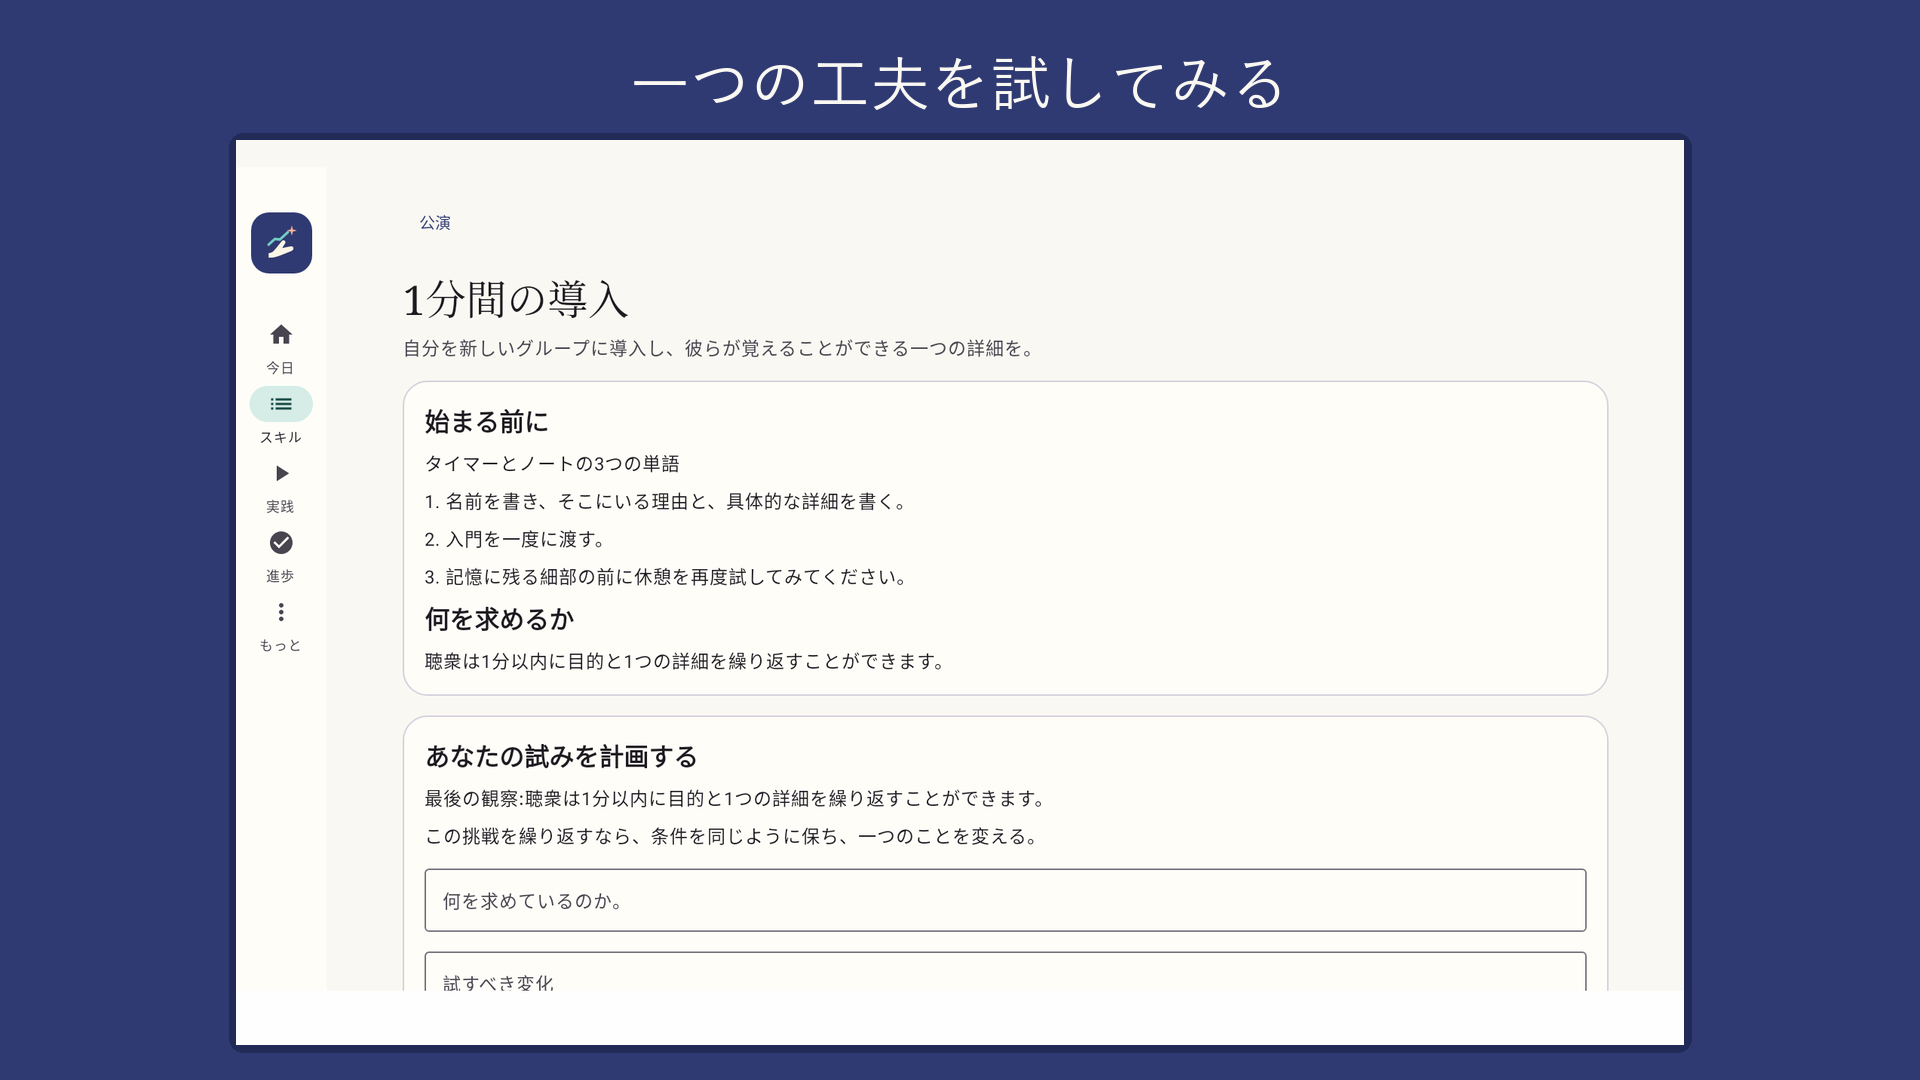 一つの工夫を試してみる
公演
1分間の導入
自分を新しいグループに導入し、彼らが覚えることができる一つの詳細を。
今日
スキル
実践
進歩
もっと
始まる前に
タイマーとノートの3つの単語
1. 名前を書き、そこにいる理由と、具体的な詳細を書く。
2. 入門を一度に渡す。
3. 記憶に残る細部の前に休憩を再度試してみてください。
何を求めるか
聴衆は1分以内に目的と1つの詳細を繰り返すことができます。
あなたの試みを計画する
最後の観察:聴衆は1分以内に目的と1つの詳細を繰り返すことができます。
この挑戦を繰り返すなら、条件を同じように保ち、一つのことを変える。
何を求めているのか。
試すべき変化